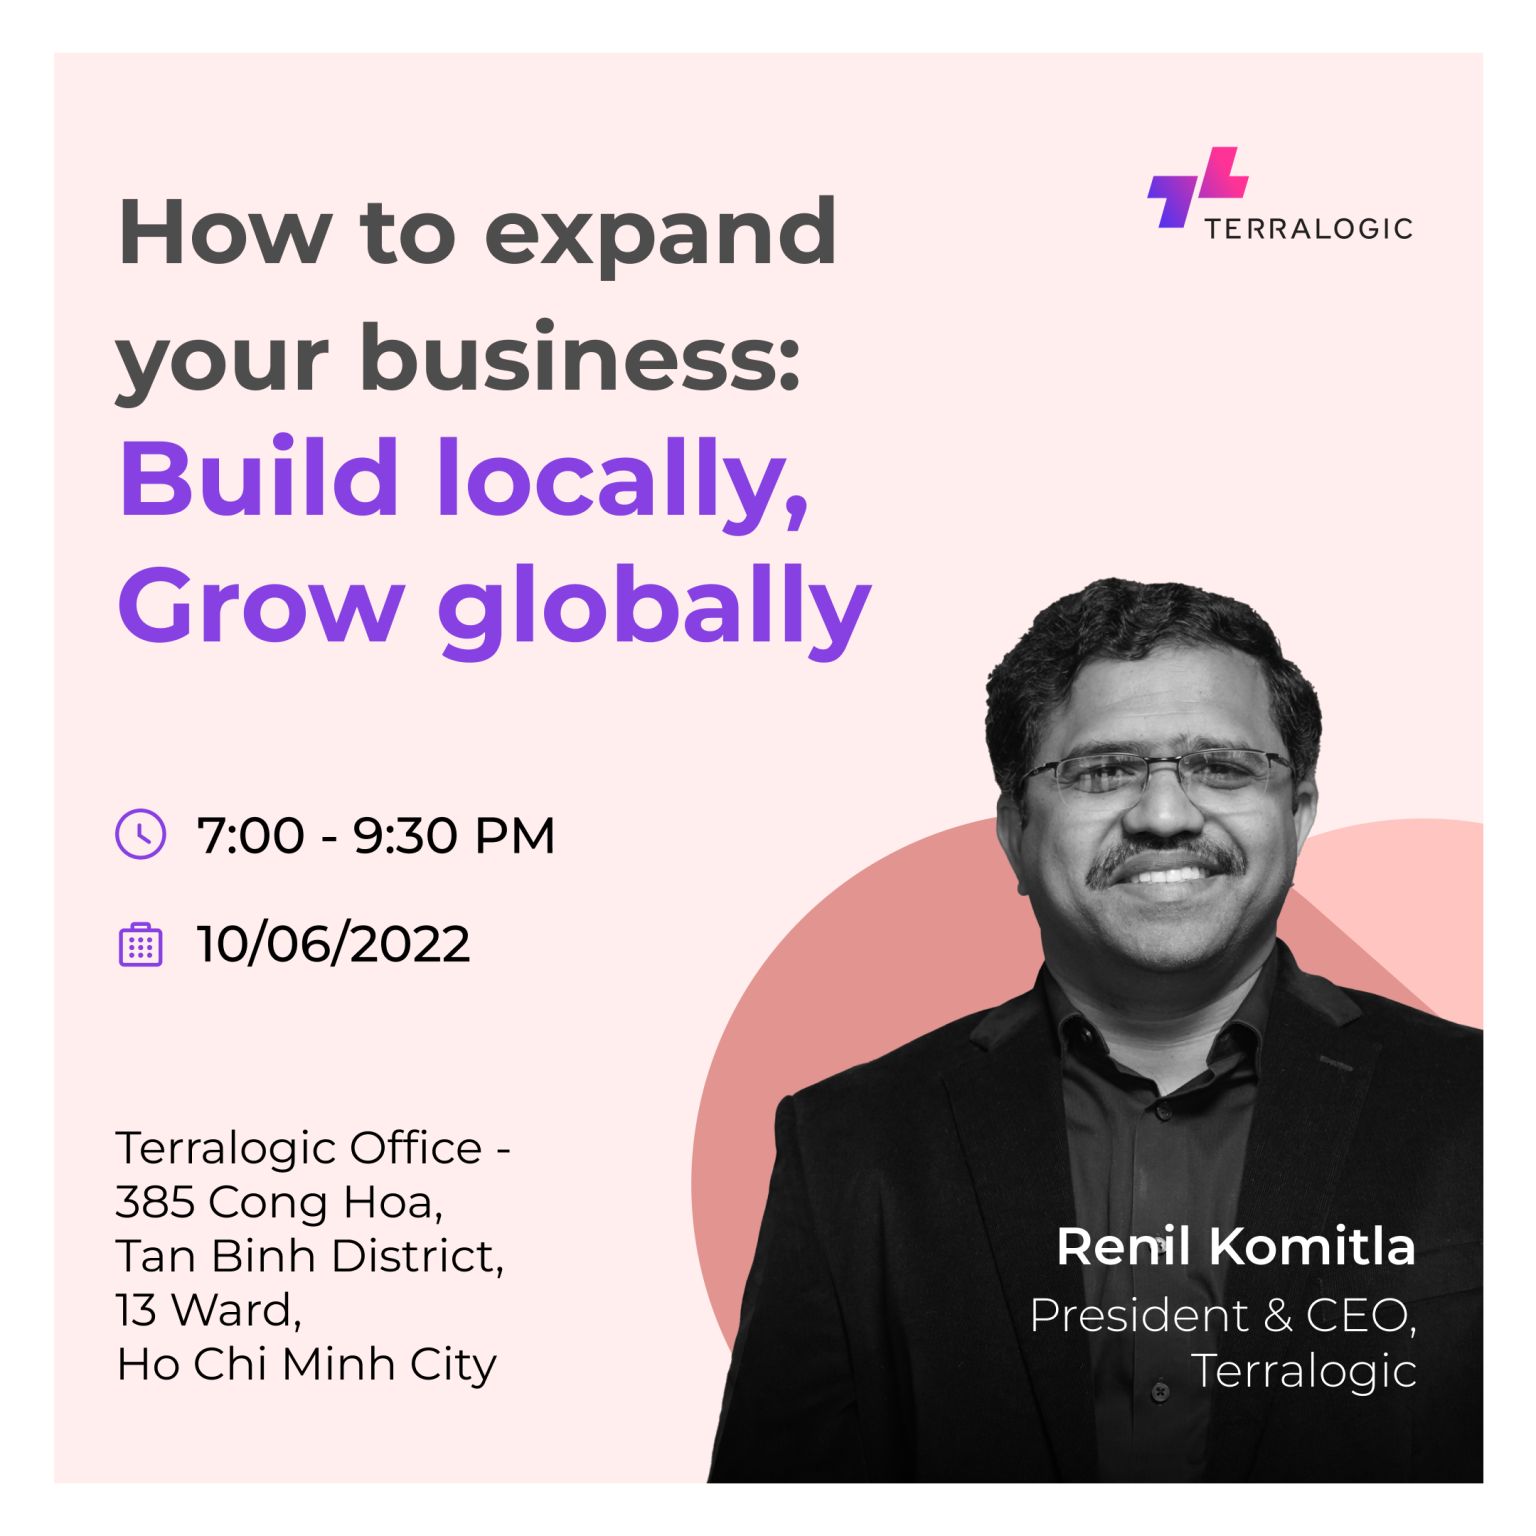 TERRALOGIC
How to expand
your business:
Build locally,
Grow globally
7:00 - 9:30 PM
10/06/2022
Terralogic Office -
385 Cong Hoa,
Tan Binh District,
13 Ward,
Ho Chi Minh City
Renil Komitla
President & CEO,
Terralogic